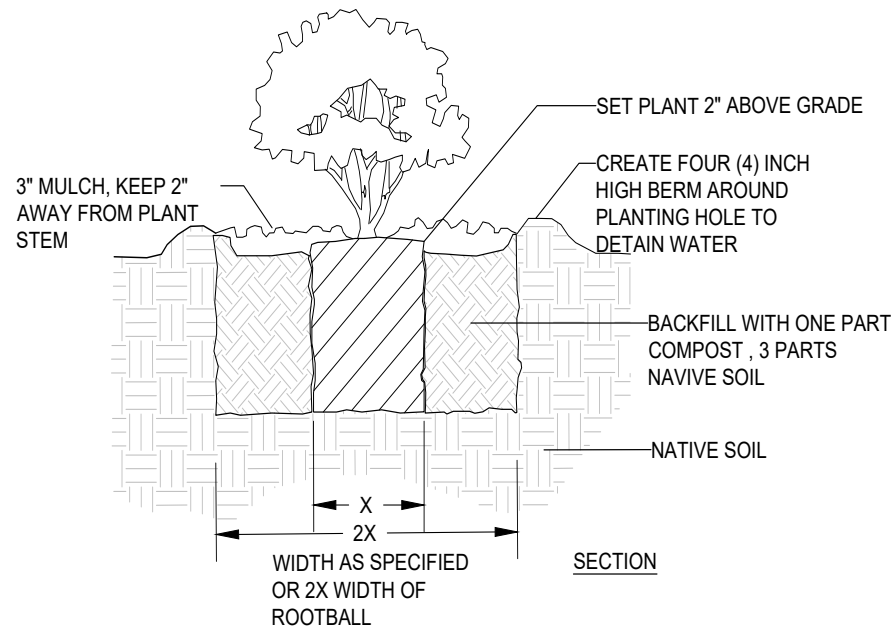 SET PLANT 2" ABOVE GRADE
CREATE FOUR (4) INCH
HIGH BERM AROUND
PLANTING HOLE TO
DETAIN WATER
3" MULCH, KEEP 2"
AWAY FROM PLANT
STEM
BACKFILL WITH ONE PART
COMPOST , 3 PARTS
NAVIVE SOIL
NATIVE SOIL
X
2X
WIDTH AS SPECIFIED
OR 2X WIDTH OF
ROOTBALL
SECTION